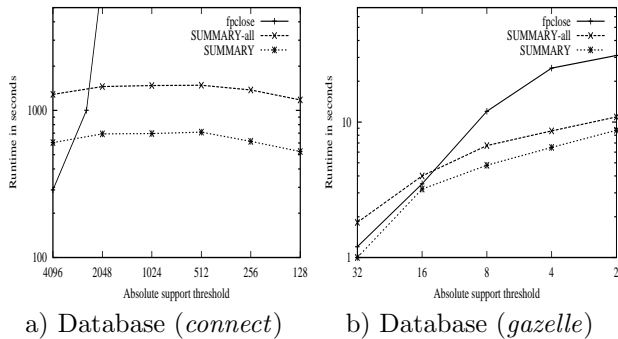 fpclose
SUMMARY-all
SUMMARY
Runtime in seconds
1000
100
4096 2048 1024 512 256 128
Absolute support threshold
a) Database (connect)
fpclose
SUMMARY-all
SUMMARY
Runtime in seconds
10
1
32 16 8 4 2
Absolute support threshold
b) Database (gazelle)